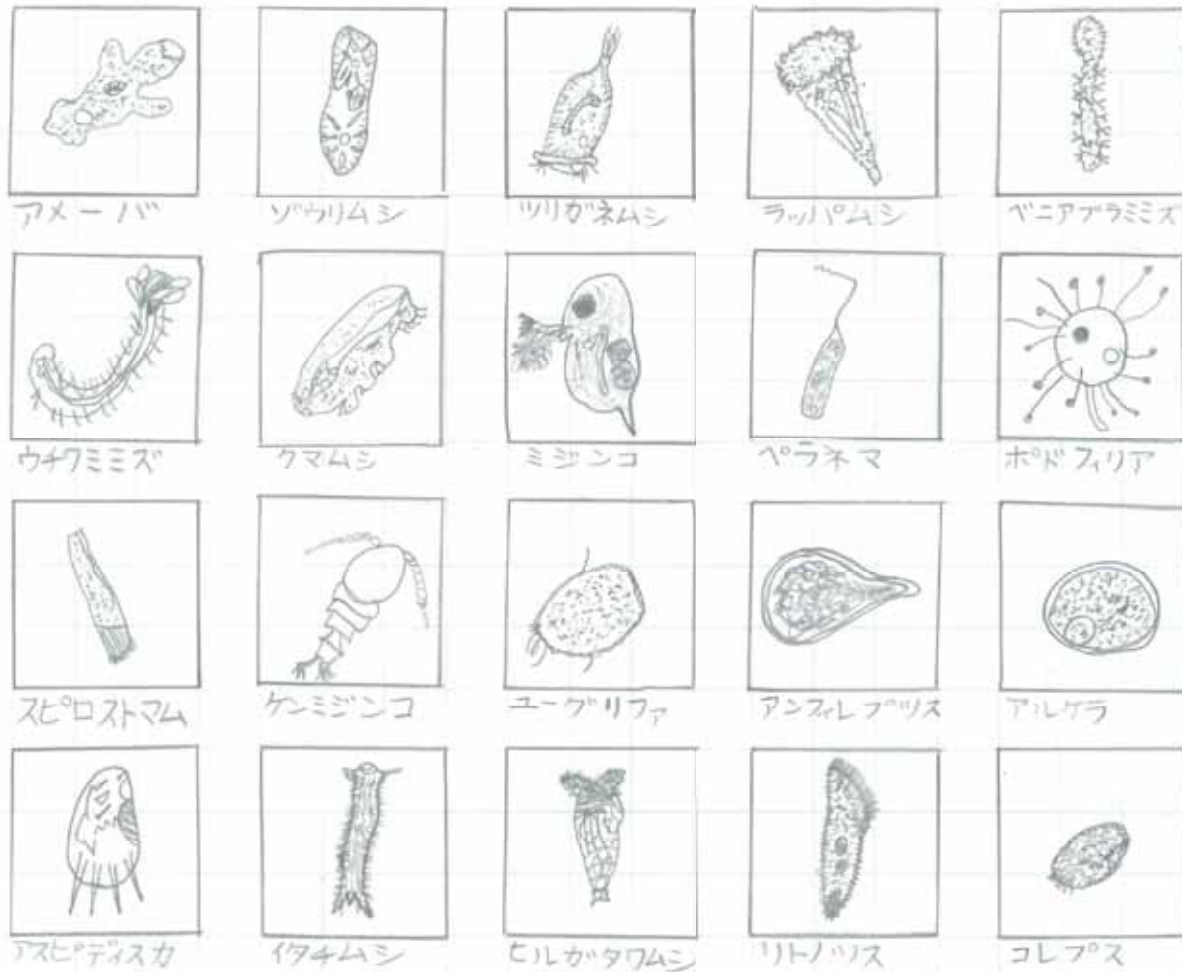 アメーバ
ゾウリムシ
ツリガネムシ
ラッパムシ
ベニアブラミミズ
ウチワミミズ
クマムシ
ミジンコ
ペラネマ
ポドフィリア
スピロストマム
ケンミジンコ
ユーグリファ
アンフィレプツス
アルケラ
アスピディスカ
イタチムシ
ヒルガタワムシ
リトノツス
コレプス